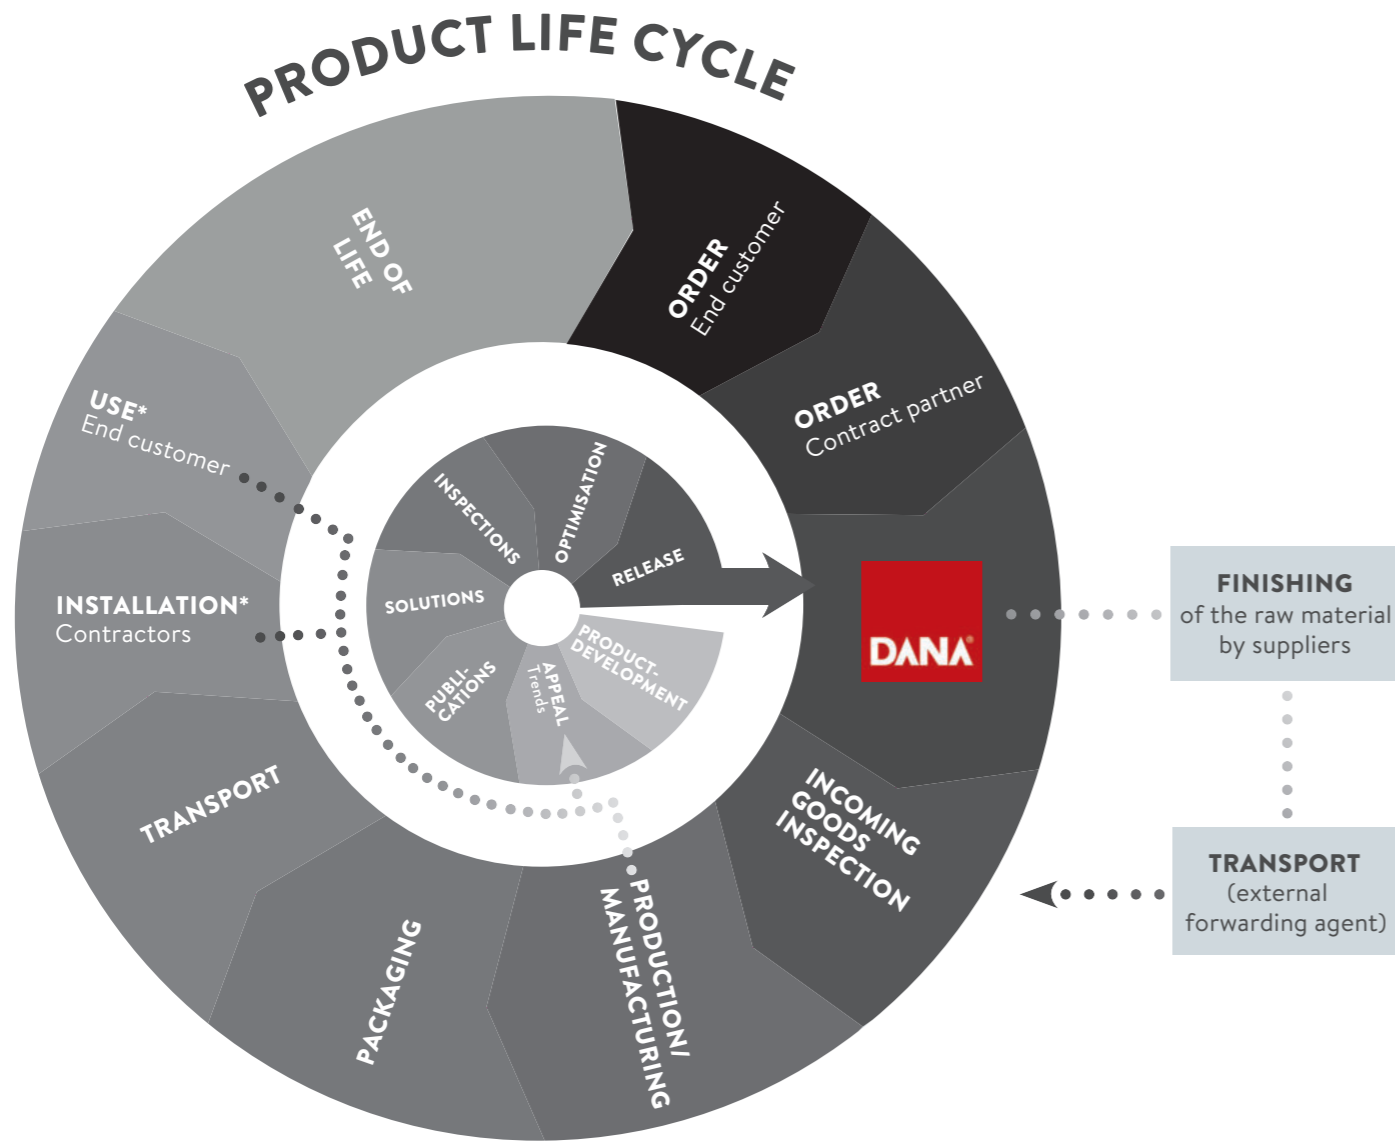 PRODUCT LIFE CYCLE
ORDER
End customer
ORDER
Contract partner
DANA®
FINISHING
of the raw material
by suppliers
TRANSPORT
(external
forwarding agent)
INCOMING
GOODS
INSPECTION
PRODUCTION/
MANUFACTURING
PACKAGING
TRANSPORT
INSTALLATION*
Contractors
USE*
End customer
END OF
LIFE
PRODUCT-
DEVELOPMENT
APPEAL
Trends
PUBLI-
CATIONS
SOLUTIONS
INSPECTIONS
OPTIMISATION
RELEASE